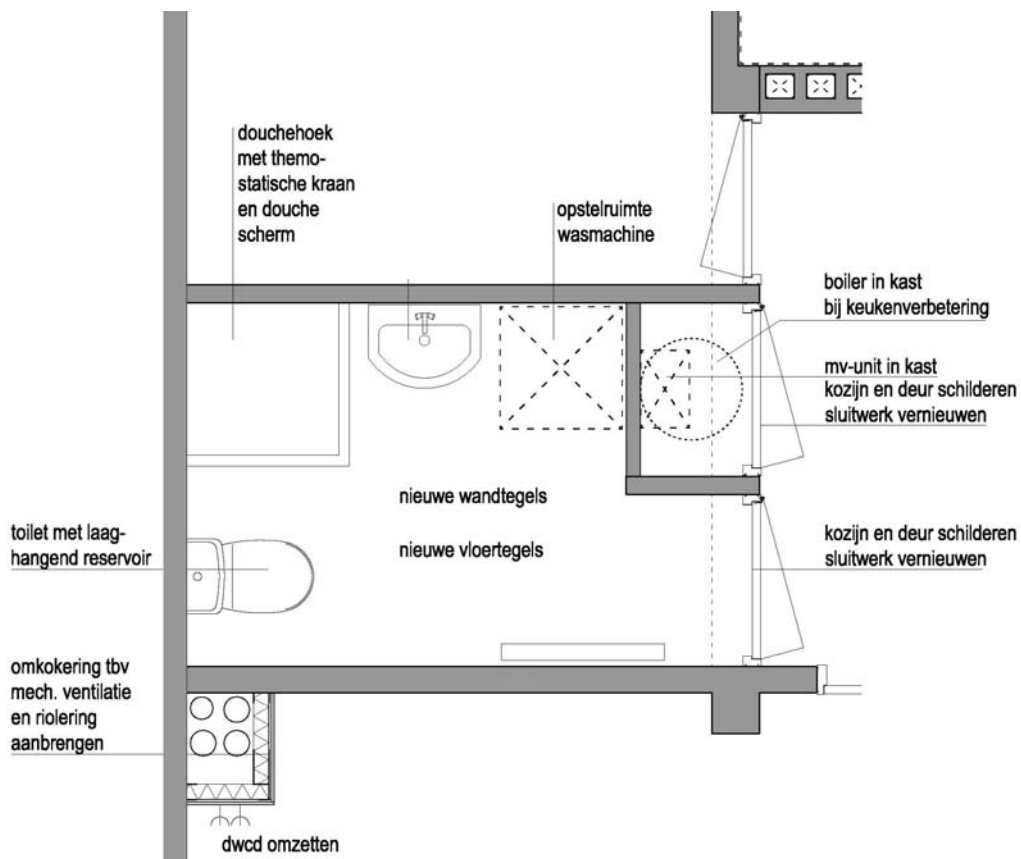 douchehoek
met themo-
statische kraan
en douche
scherm
opstelruimte
wasmachine
boiler in kast
bij keukenverbetering
mv-unit in kast
kozijn en deur schilderen
sluitwerk vernieuwen
nieuwe wandtegels
nieuwe vloertegels
toilet met laag-
hangend reservoir
kozijn en deur schilderen
sluitwerk vernieuwen
omkokering tbv
mech. ventilatie
en riolering
aanbrengen
dwcd omzetten